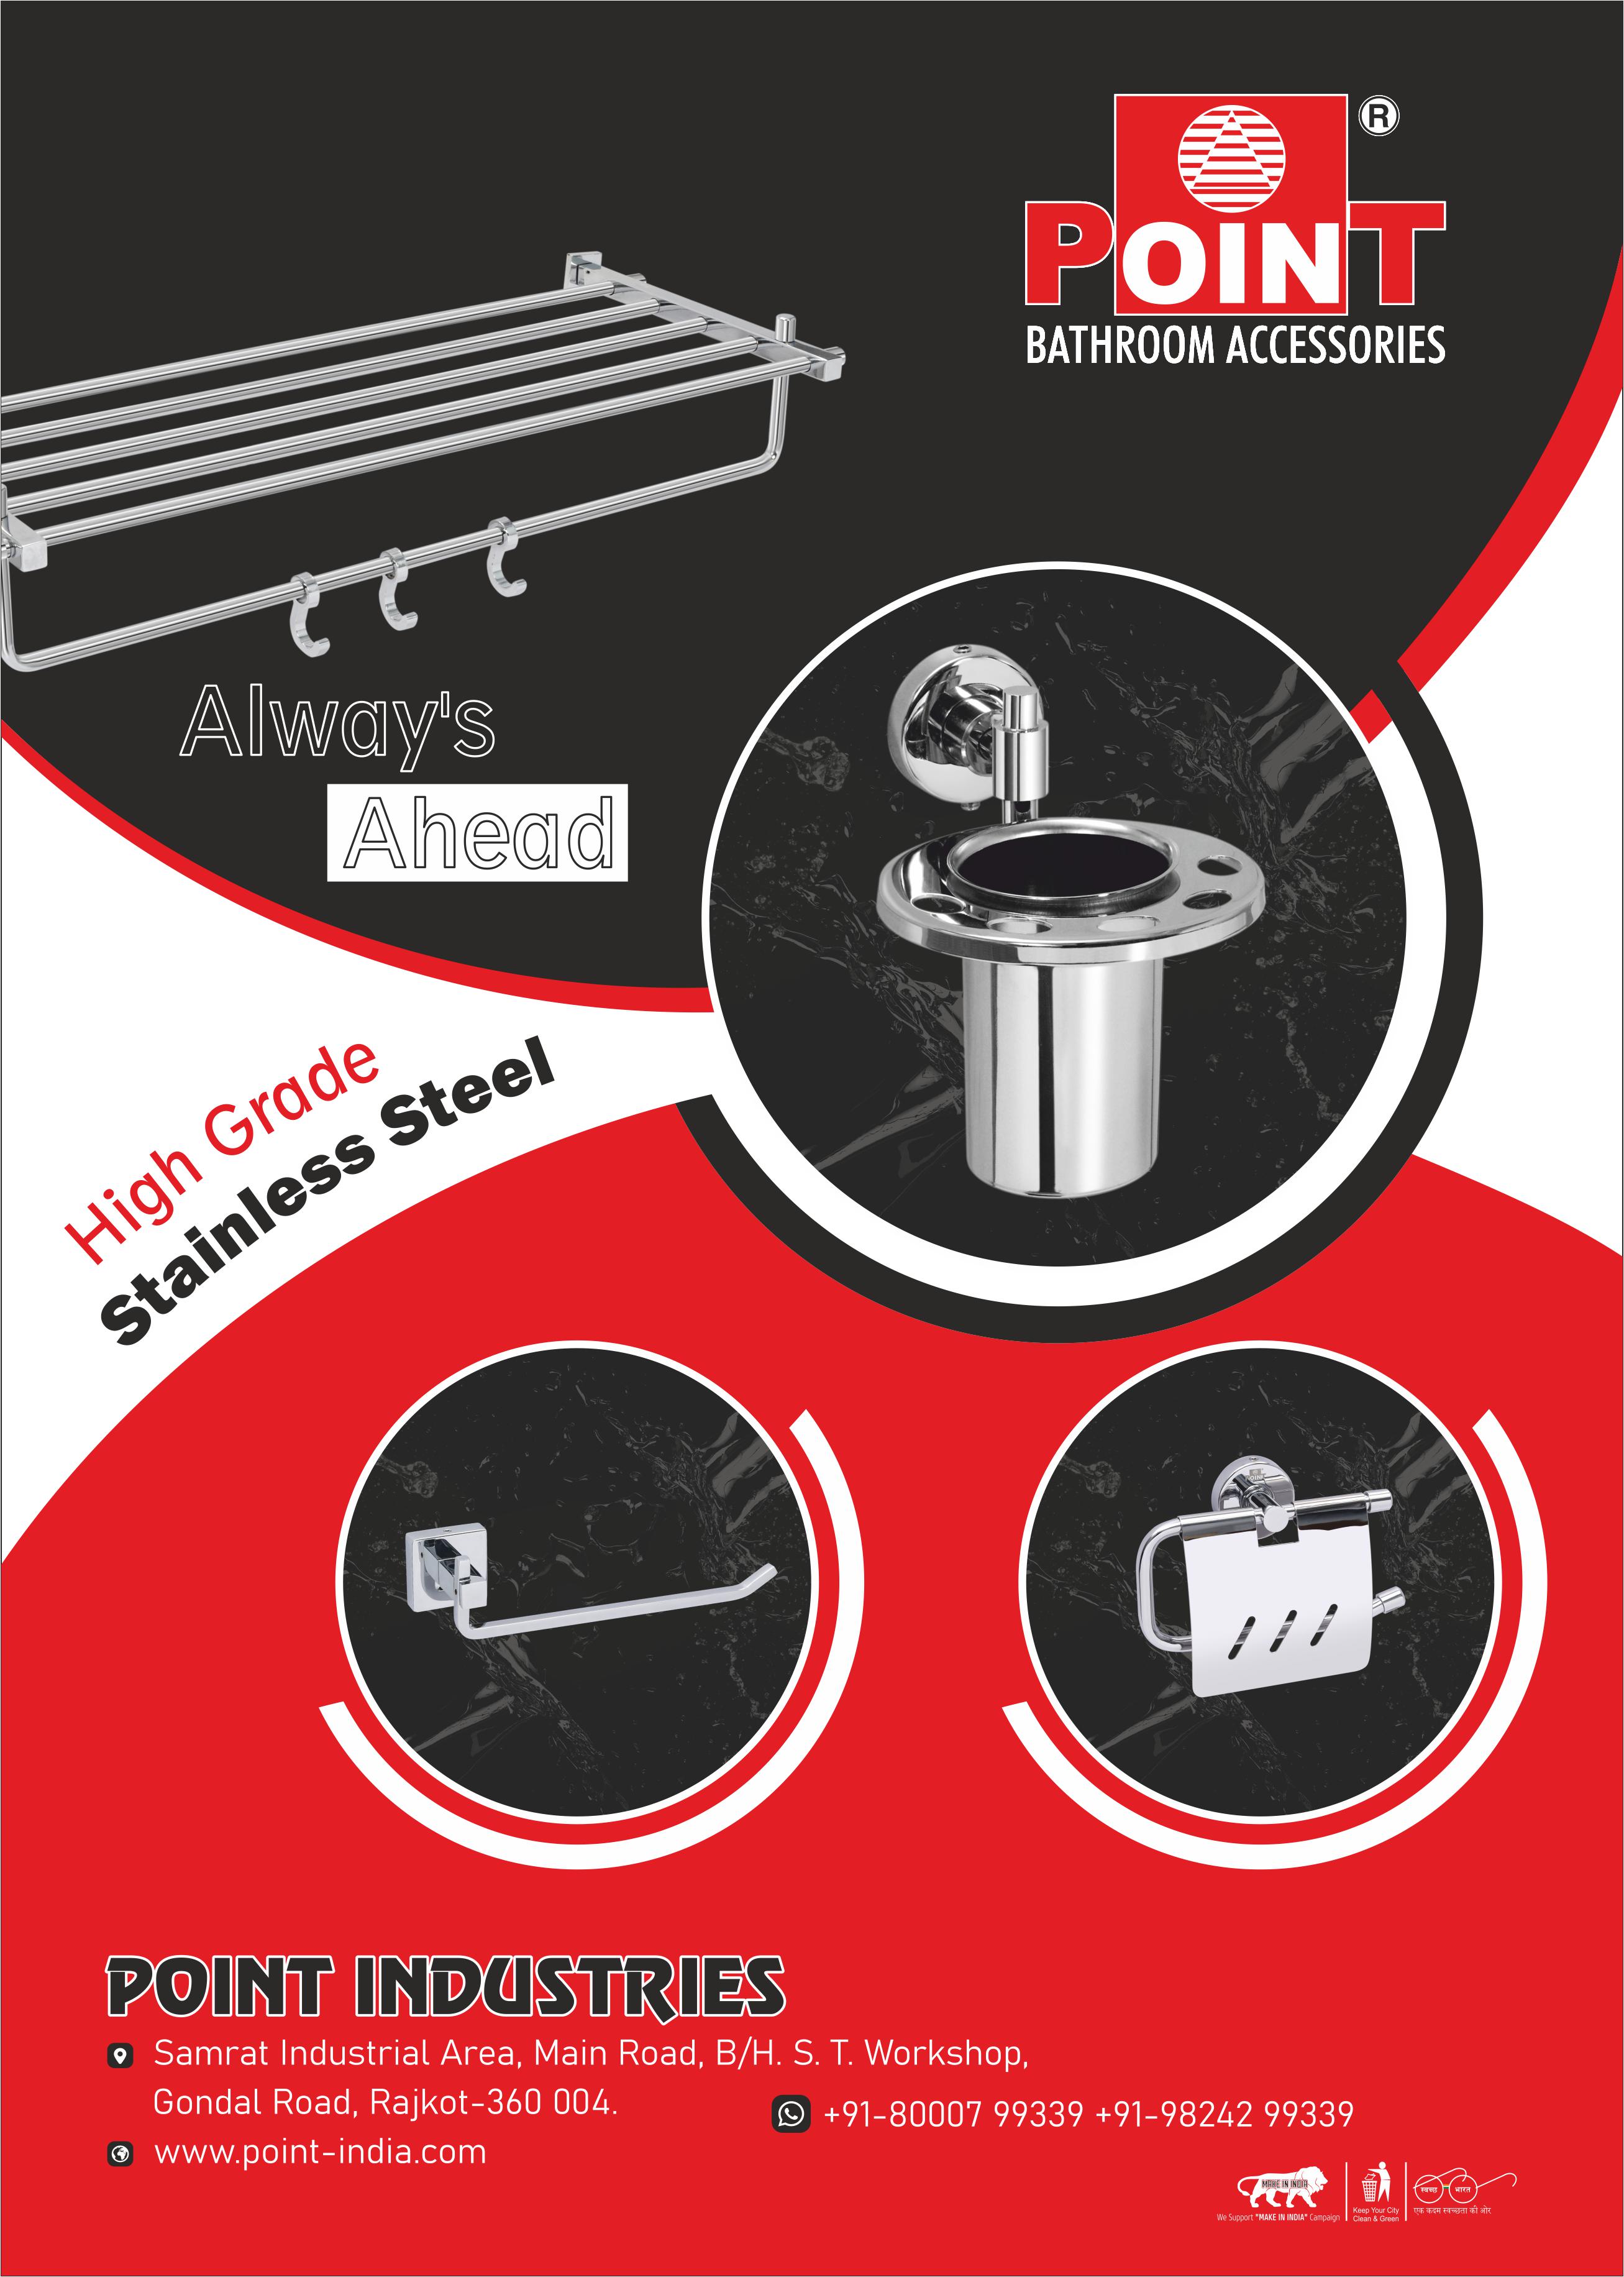 ®
POINT
BATHROOM ACCESSORIES
Alway's
Ahead
High Grade
Stainless Steel
POINT INDUSTRIES
Samrat Industrial Area, Main Road, B/H. S. T. Workshop,
Gondal Road, Rajkot-360 004.
+91-80007 99339 +91-98242 99339
www.point-india.com
MAKE IN INDIA
We Support "MAKE IN INDIA" Campaign
Keep Your City
Clean & Green
स्वच्छ भारत
एक कदम स्वच्छता की ओर